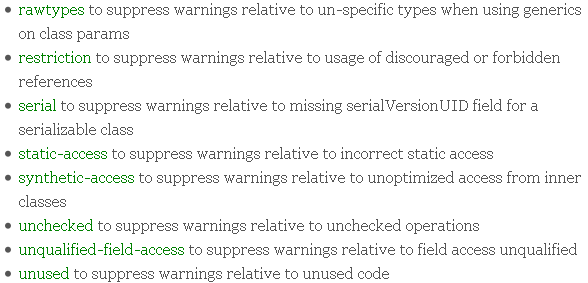 • rawtypes to suppress warnings relative to un-specific types when using generics
on class params
• restriction to suppress warnings relative to usage of discouraged or forbidden
references
• serial to suppress warnings relative to missing serialVersionUID field for a
serializable class
• static-access to suppress warnings relative to incorrect static access
• synthetic-access to suppress warnings relative to unoptimized access from inner
classes
• unchecked to suppress warnings relative to unchecked operations
• unqualified-field-access to suppress warnings relative to field access unqualified
• unused to suppress warnings relative to unused code